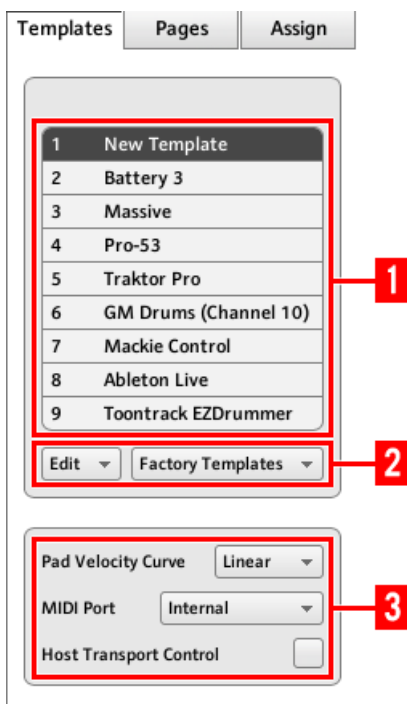 Templates Pages Assign
1 New Template
2 Battery 3
3 Massive
4 Pro-53
5 Traktor Pro
6 GM Drums (Channel 10)
7 Mackie Control
8 Ableton Live
9 Toontrack EZDrummer
1
Edit Factory Templates
2
Pad Velocity Curve Linear
MIDI Port Internal
3
Host Transport Control